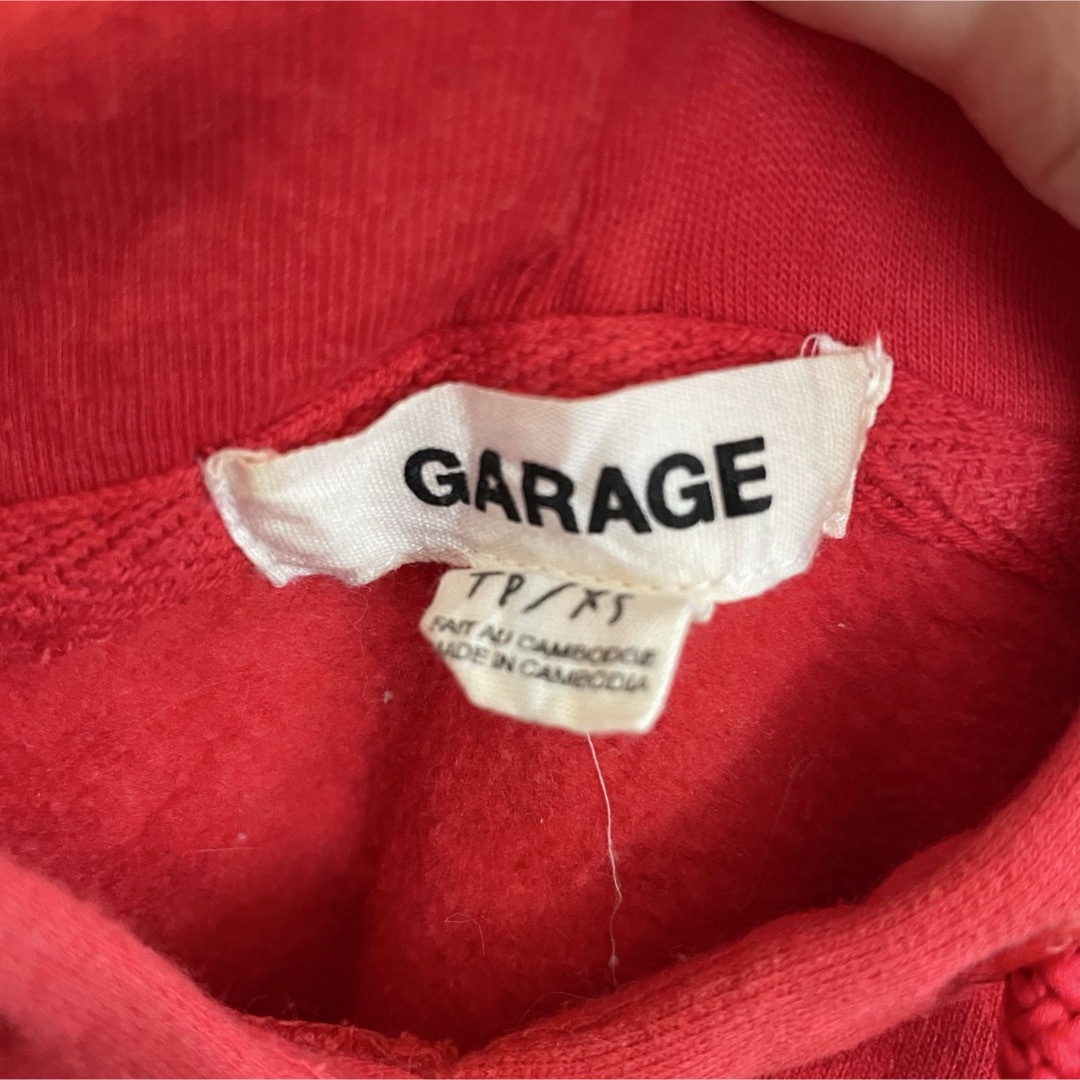 GARAGE
TP/XS
FAIT AU CAMBODGE
MADE IN CAMBODIA